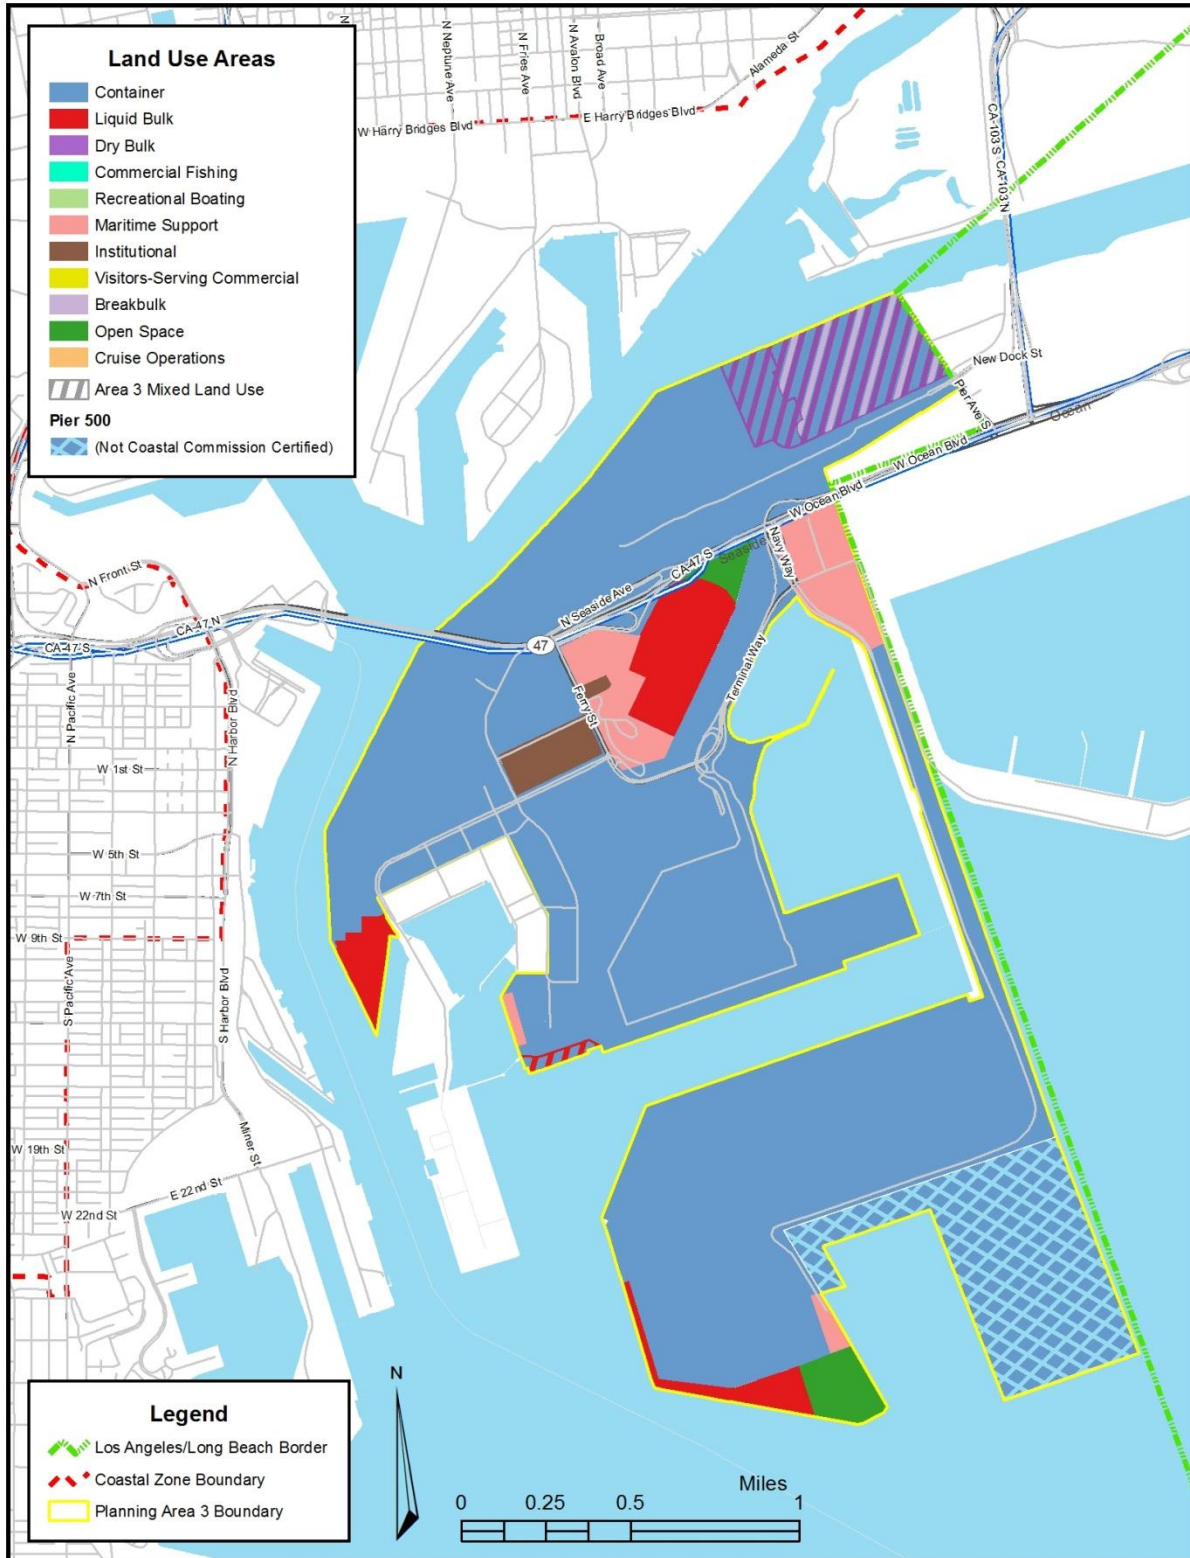 Land Use Areas
Container
Liquid Bulk
Dry Bulk
Commercial Fishing
Recreational Boating
Maritime Support
Institutional
Visitors-Serving Commercial
Breakbulk
Open Space
Cruise Operations
Area 3 Mixed Land Use
Pier 500
(Not Coastal Commission Certified)
N Neptune Ave
N Fries Ave
N Avalon Blvd
Broad Ave
Alameda St
W Harry Bridges Blvd
E Harry Bridges Blvd
CA-103 S
CA-103 N
New Dock St
Pier Ave S
Ocean
W Ocean Blvd
W Ocean Blvd
Seaside
Navy Way
CA-47 S
N Seaside Ave
47
Ferry St
Terminal Way
N Front St
CA-47 N
CA-47 S
N Pacific Ave
N Harbor Blvd
W 1st St
W 5th St
W 7th St
W 9th St
S Pacific Ave
S Harbor Blvd
Miner St
W 19th St
E 22nd St
W 22nd St
N
Legend
Los Angeles/Long Beach Border
Coastal Zone Boundary
Planning Area 3 Boundary
Miles
0 0.25 0.5 1